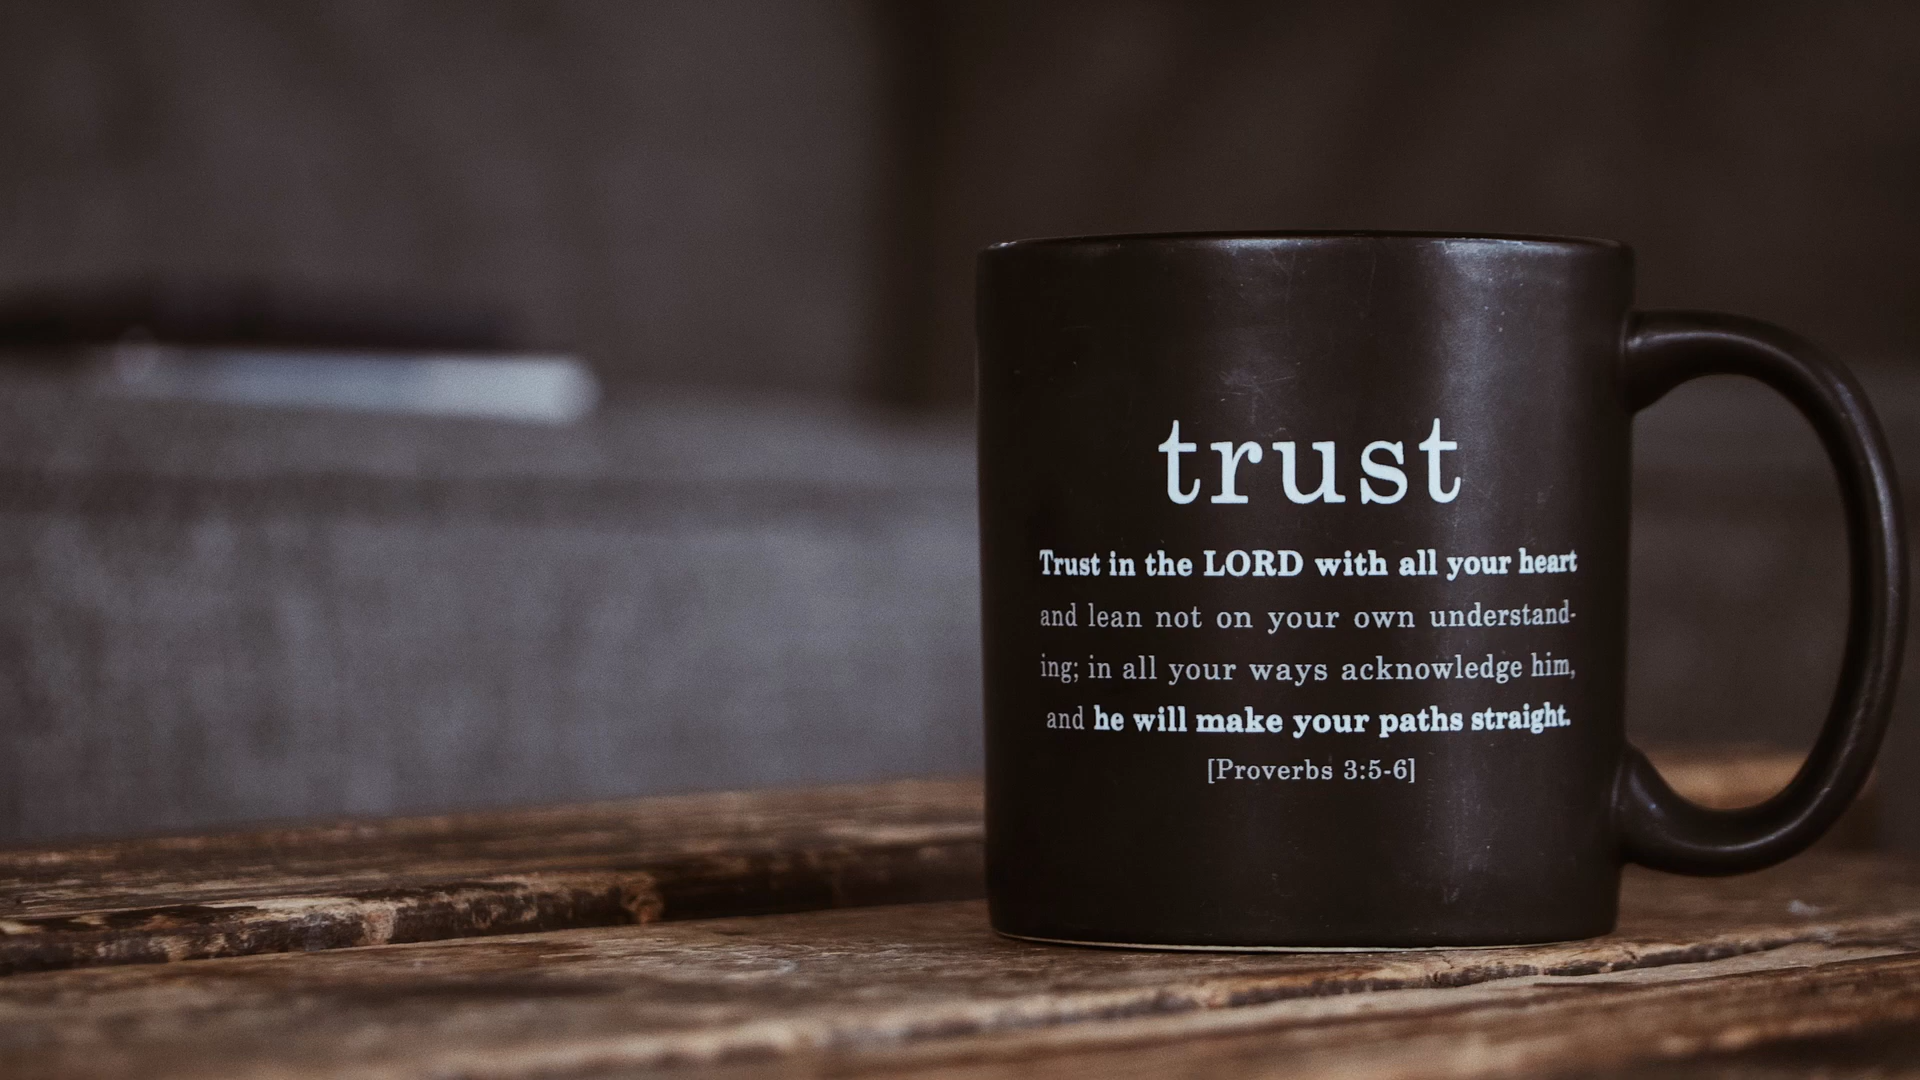 trust
Trust in the LORD with all your heart
and lean not on your own understand-
ing; in all your ways acknowledge him,
and he will make your paths straight.
[Proverbs 3:5-6]